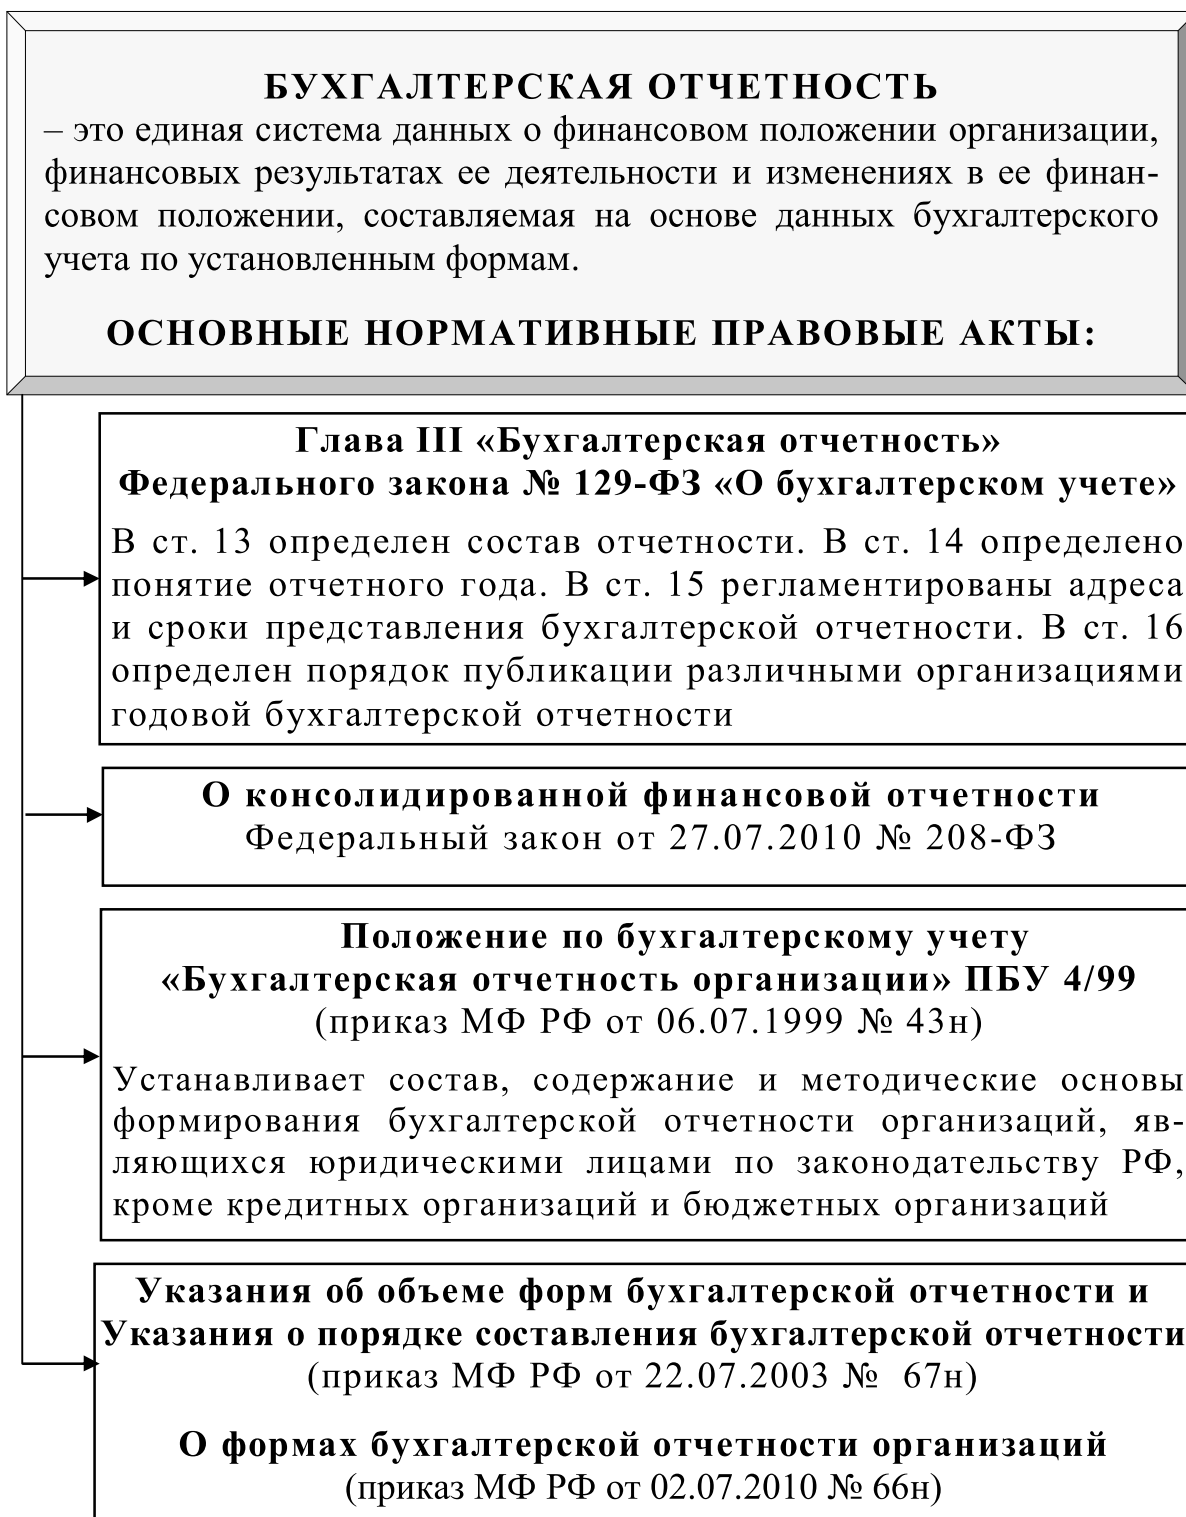 БУХГАЛТЕРСКАЯ ОТЧЕТНОСТЬ
– это единая система данных о финансовом положении организации,
финансовых результатах ее деятельности и изменениях в ее финан-
совом положении, составляемая на основе данных бухгалтерского
учета по установленным формам.
ОСНОВНЫЕ НОРМАТИВНЫЕ ПРАВОВЫЕ АКТЫ:
Глава III «Бухгалтерская отчетность»
Федерального закона № 129-ФЗ «О бухгалтерском учете»
В ст. 13 определен состав отчетности. В ст. 14 определено
понятие отчетного года. В ст. 15 регламентированы адреса
и сроки представления бухгалтерской отчетности. В ст. 16
определен порядок публикации различными организациями
годовой бухгалтерской отчетности
О консолидированной финансовой отчетности
Федеральный закон от 27.07.2010 № 208-ФЗ
Положение по бухгалтерскому учету
«Бухгалтерская отчетность организации» ПБУ 4/99
(приказ МФ РФ от 06.07.1999 № 43н)
Устанавливает состав, содержание и методические основы
формирования бухгалтерской отчетности организаций, яв-
ляющихся юридическими лицами по законодательству РФ,
кроме кредитных организаций и бюджетных организаций
Указания об объеме форм бухгалтерской отчетности и
Указания о порядке составления бухгалтерской отчетности
(приказ МФ РФ от 22.07.2003 № 67н)
О формах бухгалтерской отчетности организаций
(приказ МФ РФ от 02.07.2010 № 66н)